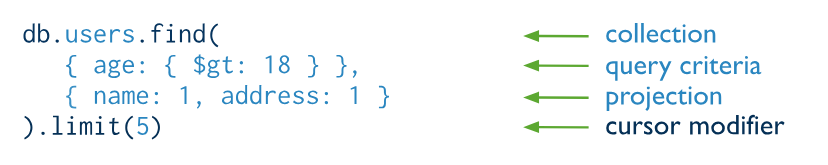 db.users.find( collection
{ age: { $gt: 18 } }, query criteria
{ name: 1, address: 1 } projection
).limit(5) cursor modifier